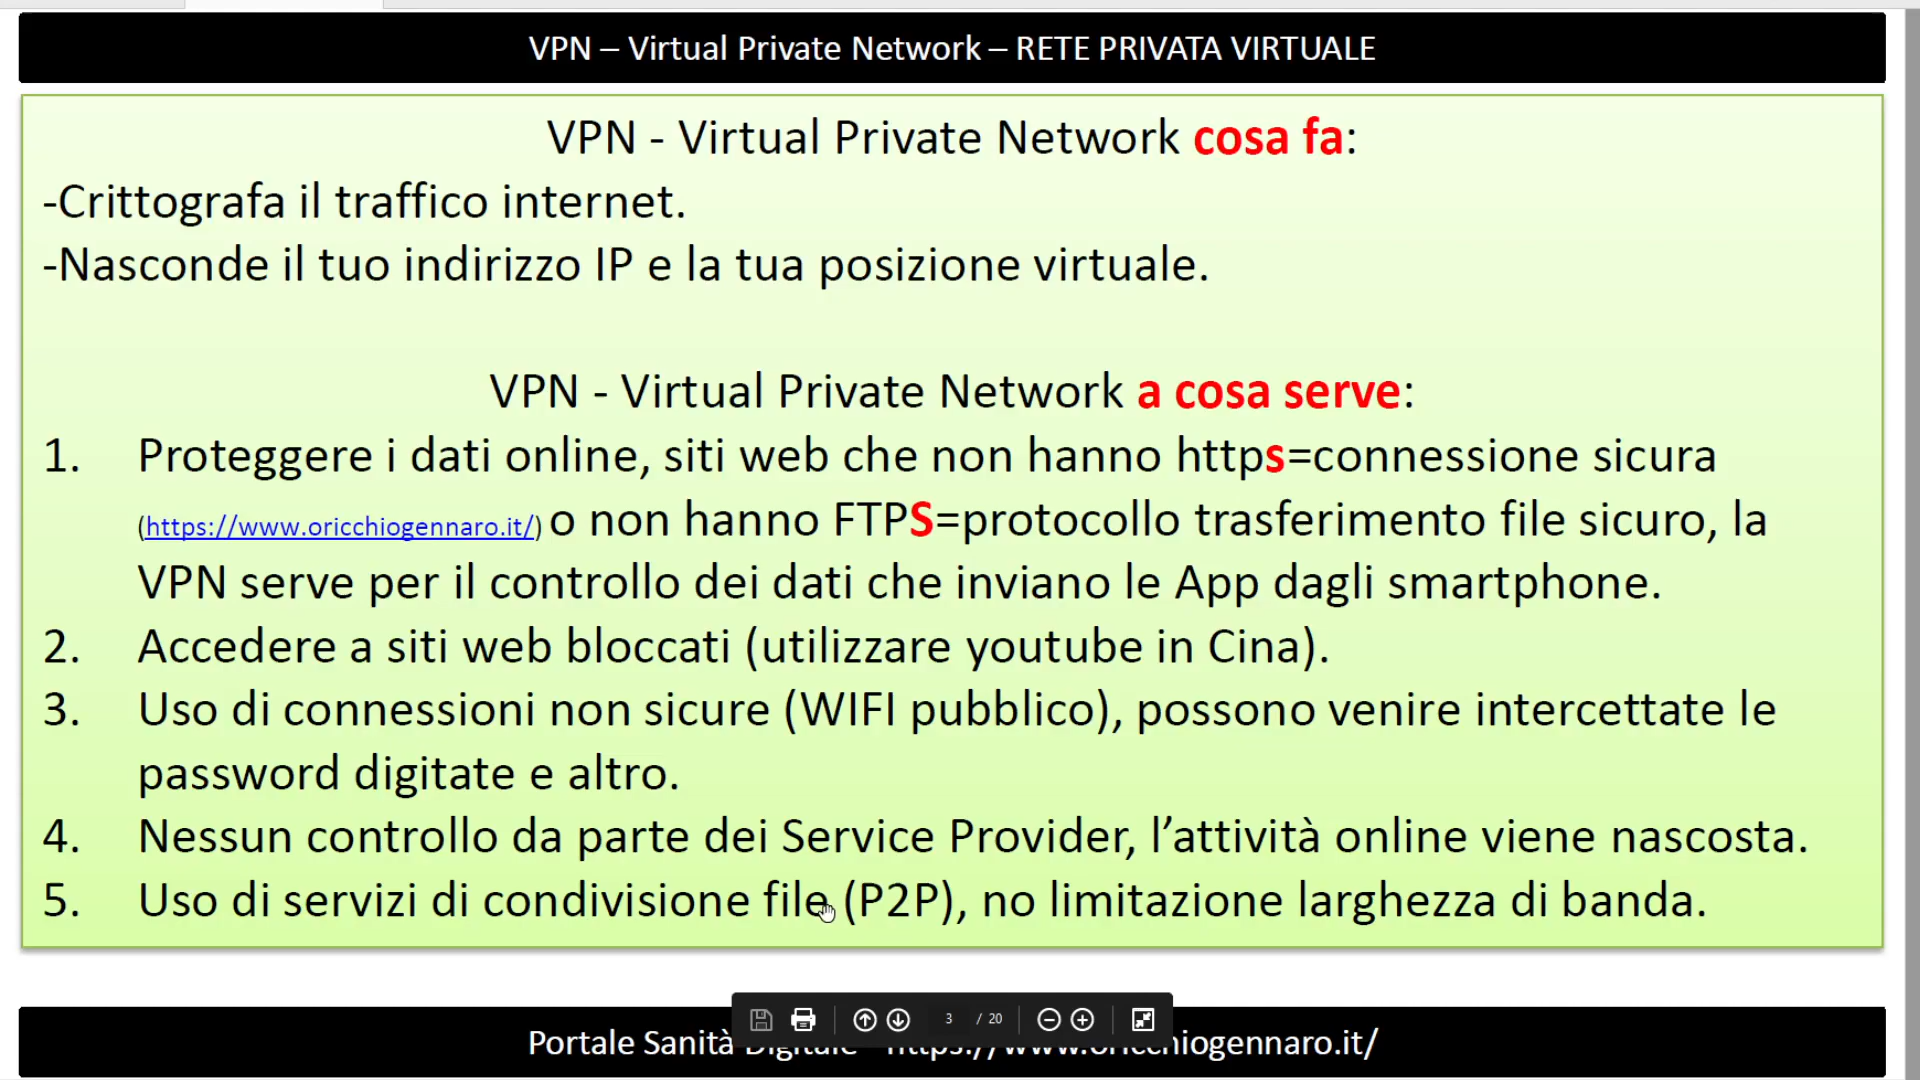 VPN – Virtual Private Network – RETE PRIVATA VIRTUALE
VPN - Virtual Private Network cosa fa:
-Crittografa il traffico internet.
-Nasconde il tuo indirizzo IP e la tua posizione virtuale.
VPN - Virtual Private Network a cosa serve:
1. Proteggere i dati online, siti web che non hanno https=connessione sicura
(https://www.oricchiogennaro.it/) o non hanno FTPS=protocollo trasferimento file sicuro, la
VPN serve per il controllo dei dati che inviano le App dagli smartphone.
2. Accedere a siti web bloccati (utilizzare youtube in Cina).
3. Uso di connessioni non sicure (WIFI pubblico), possono venire intercettate le
password digitate e altro.
4. Nessun controllo da parte dei Service Provider, l’attività online viene nascosta.
5. Uso di servizi di condivisione file (P2P), no limitazione larghezza di banda.
3 / 20
Portale Sanità Digitale - https://www.oricchiogennaro.it/